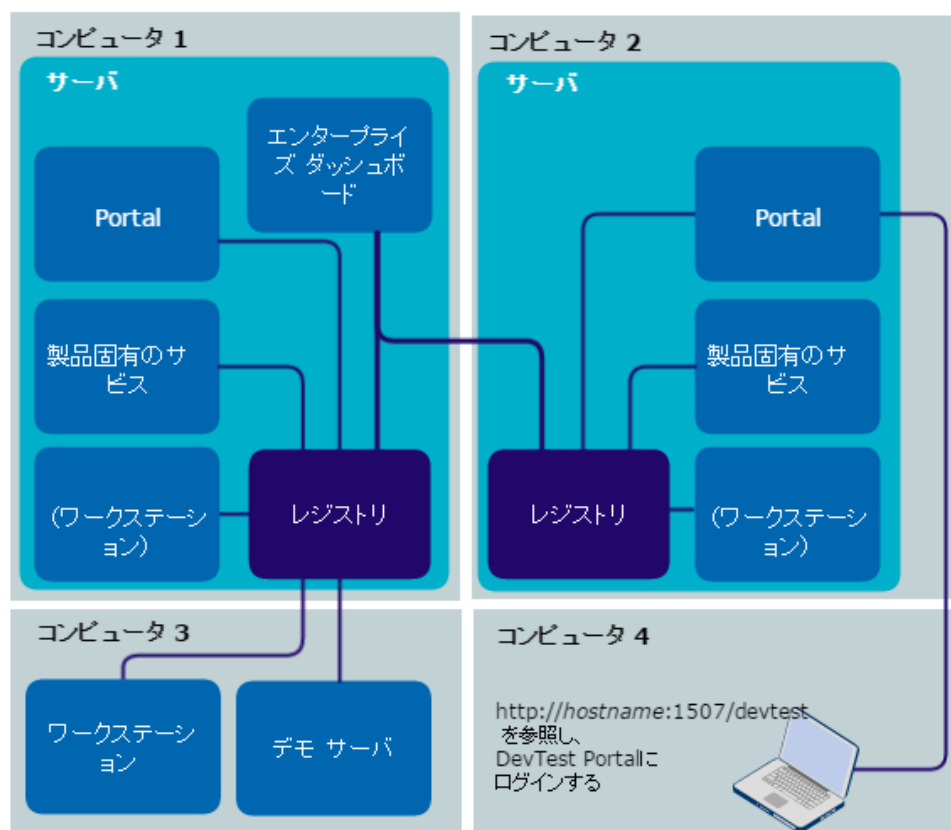 コンピュータ 1
サーバ
エンタープライ
ズ ダッシュボ
ード
Portal
製品固有のサ
ービス
(ワークステーシ
ョン)
レジストリ
コンピュータ 2
サーバ
Portal
製品固有のサ
ービス
レジストリ
(ワークステーシ
ョン)
コンピュータ 3
ワークステーシ
ョン
デモ サーバ
コンピュータ 4
http://hostname:1507/devtest
を参照し、
DevTest Portalに
ログインする